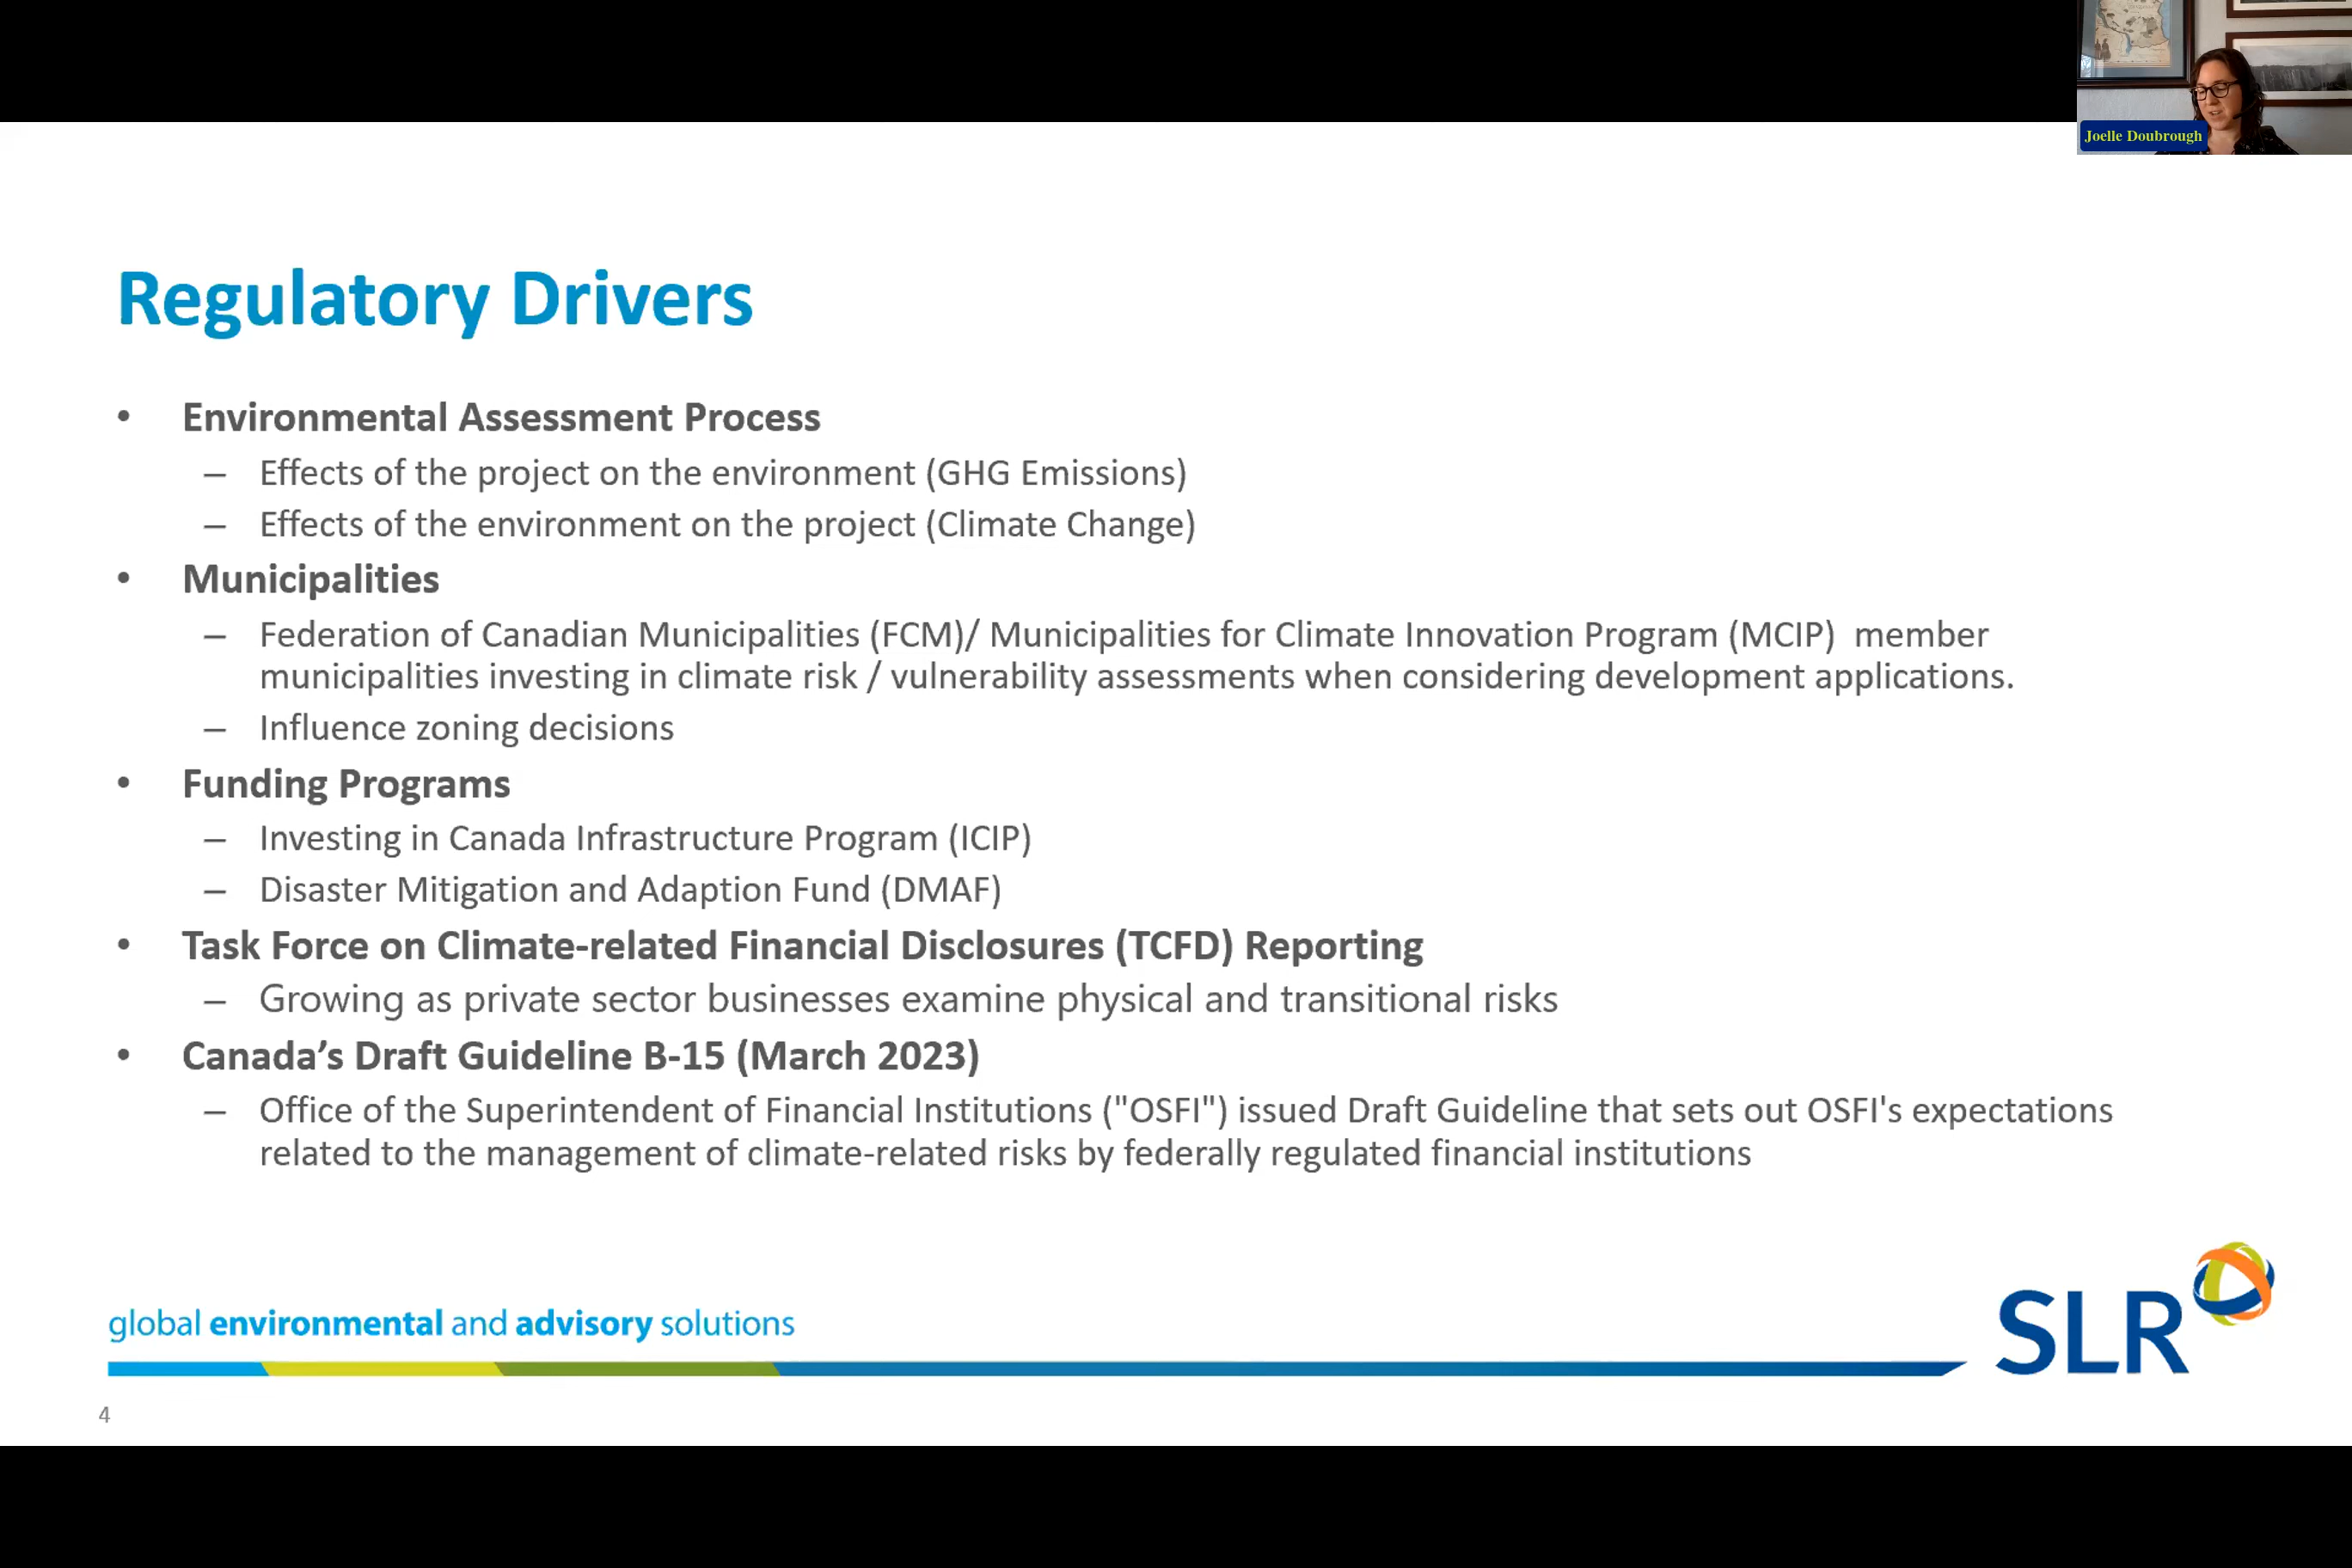 Joelle Doubrough
Regulatory Drivers
• Environmental Assessment Process
– Effects of the project on the environment (GHG Emissions)
– Effects of the environment on the project (Climate Change)
• Municipalities
– Federation of Canadian Municipalities (FCM)/ Municipalities for Climate Innovation Program (MCIP)  member
municipalities investing in climate risk / vulnerability assessments when considering development applications.
– Influence zoning decisions
• Funding Programs
– Investing in Canada Infrastructure Program (ICIP)
– Disaster Mitigation and Adaption Fund (DMAF)
• Task Force on Climate-related Financial Disclosures (TCFD) Reporting
– Growing as private sector businesses examine physical and transitional risks
• Canada’s Draft Guideline B-15 (March 2023)
– Office of the Superintendent of Financial Institutions ("OSFI") issued Draft Guideline that sets out OSFI's expectations
related to the management of climate-related risks by federally regulated financial institutions
global environmental and advisory solutions
SLR
4